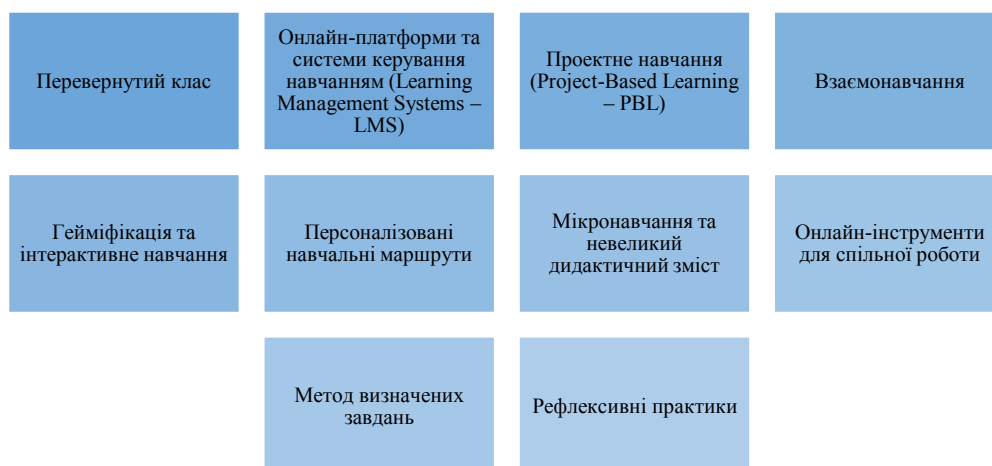 Перевернутий клас
Онлайн-платформи та
системи керування
навчанням (Learning
Management Systems –
LMS)
Проектне навчання
(Project-Based Learning
– PBL)
Взаємонавчання
Гейміфікація та
інтерактивне навчання
Персоналізовані
навчальні маршрути
Мікронавчання та
невеликий
дидактичний зміст
Онлайн-інструменти
для спільної роботи
Метод визначених
завдань
Рефлексивні практики